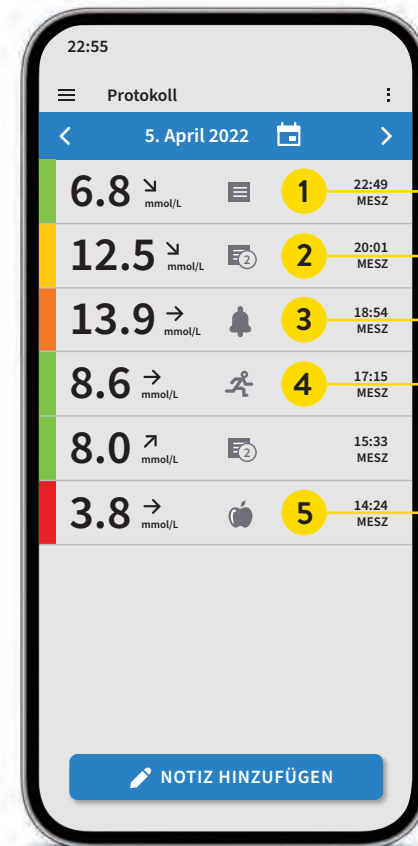 22:55
Protokoll
5. April 2022
6.8 mmol/L 1 22:49 MESZ
12.5 mmol/L 2 2 20:01 MESZ
13.9 mmol/L 3 18:54 MESZ
8.6 mmol/L 4 17:15 MESZ
8.0 mmol/L 2 15:33 MESZ
3.8 mmol/L 5 14:24 MESZ
NOTIZ HINZUFÜGEN